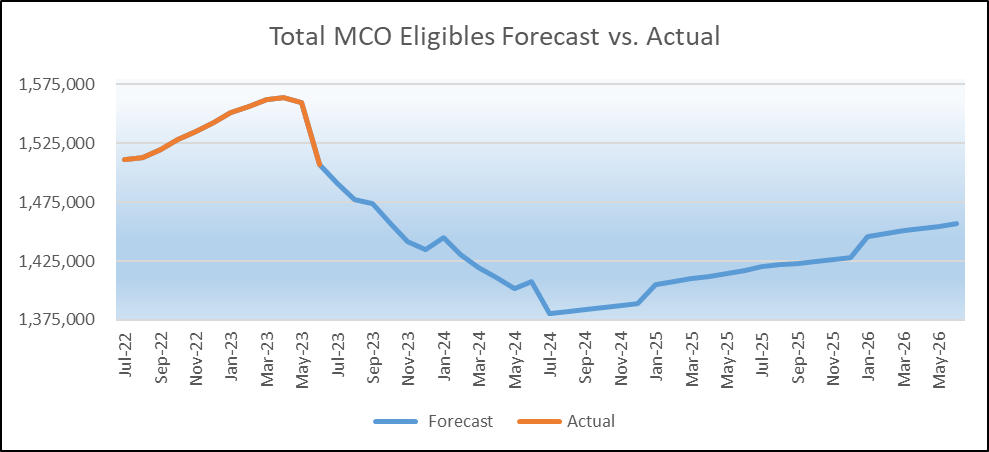 Total MCO Eligibles Forecast vs. Actual
1,575,000
1,525,000
1,475,000
1,425,000
1,375,000
Jul-22
Sep-22
Nov-22
Jan-23
Mar-23
May-23
Jul-23
Sep-23
Nov-23
Jan-24
Mar-24
May-24
Jul-24
Sep-24
Nov-24
Jan-25
Mar-25
May-25
Jul-25
Sep-25
Nov-25
Jan-26
Mar-26
May-26
Forecast Actual